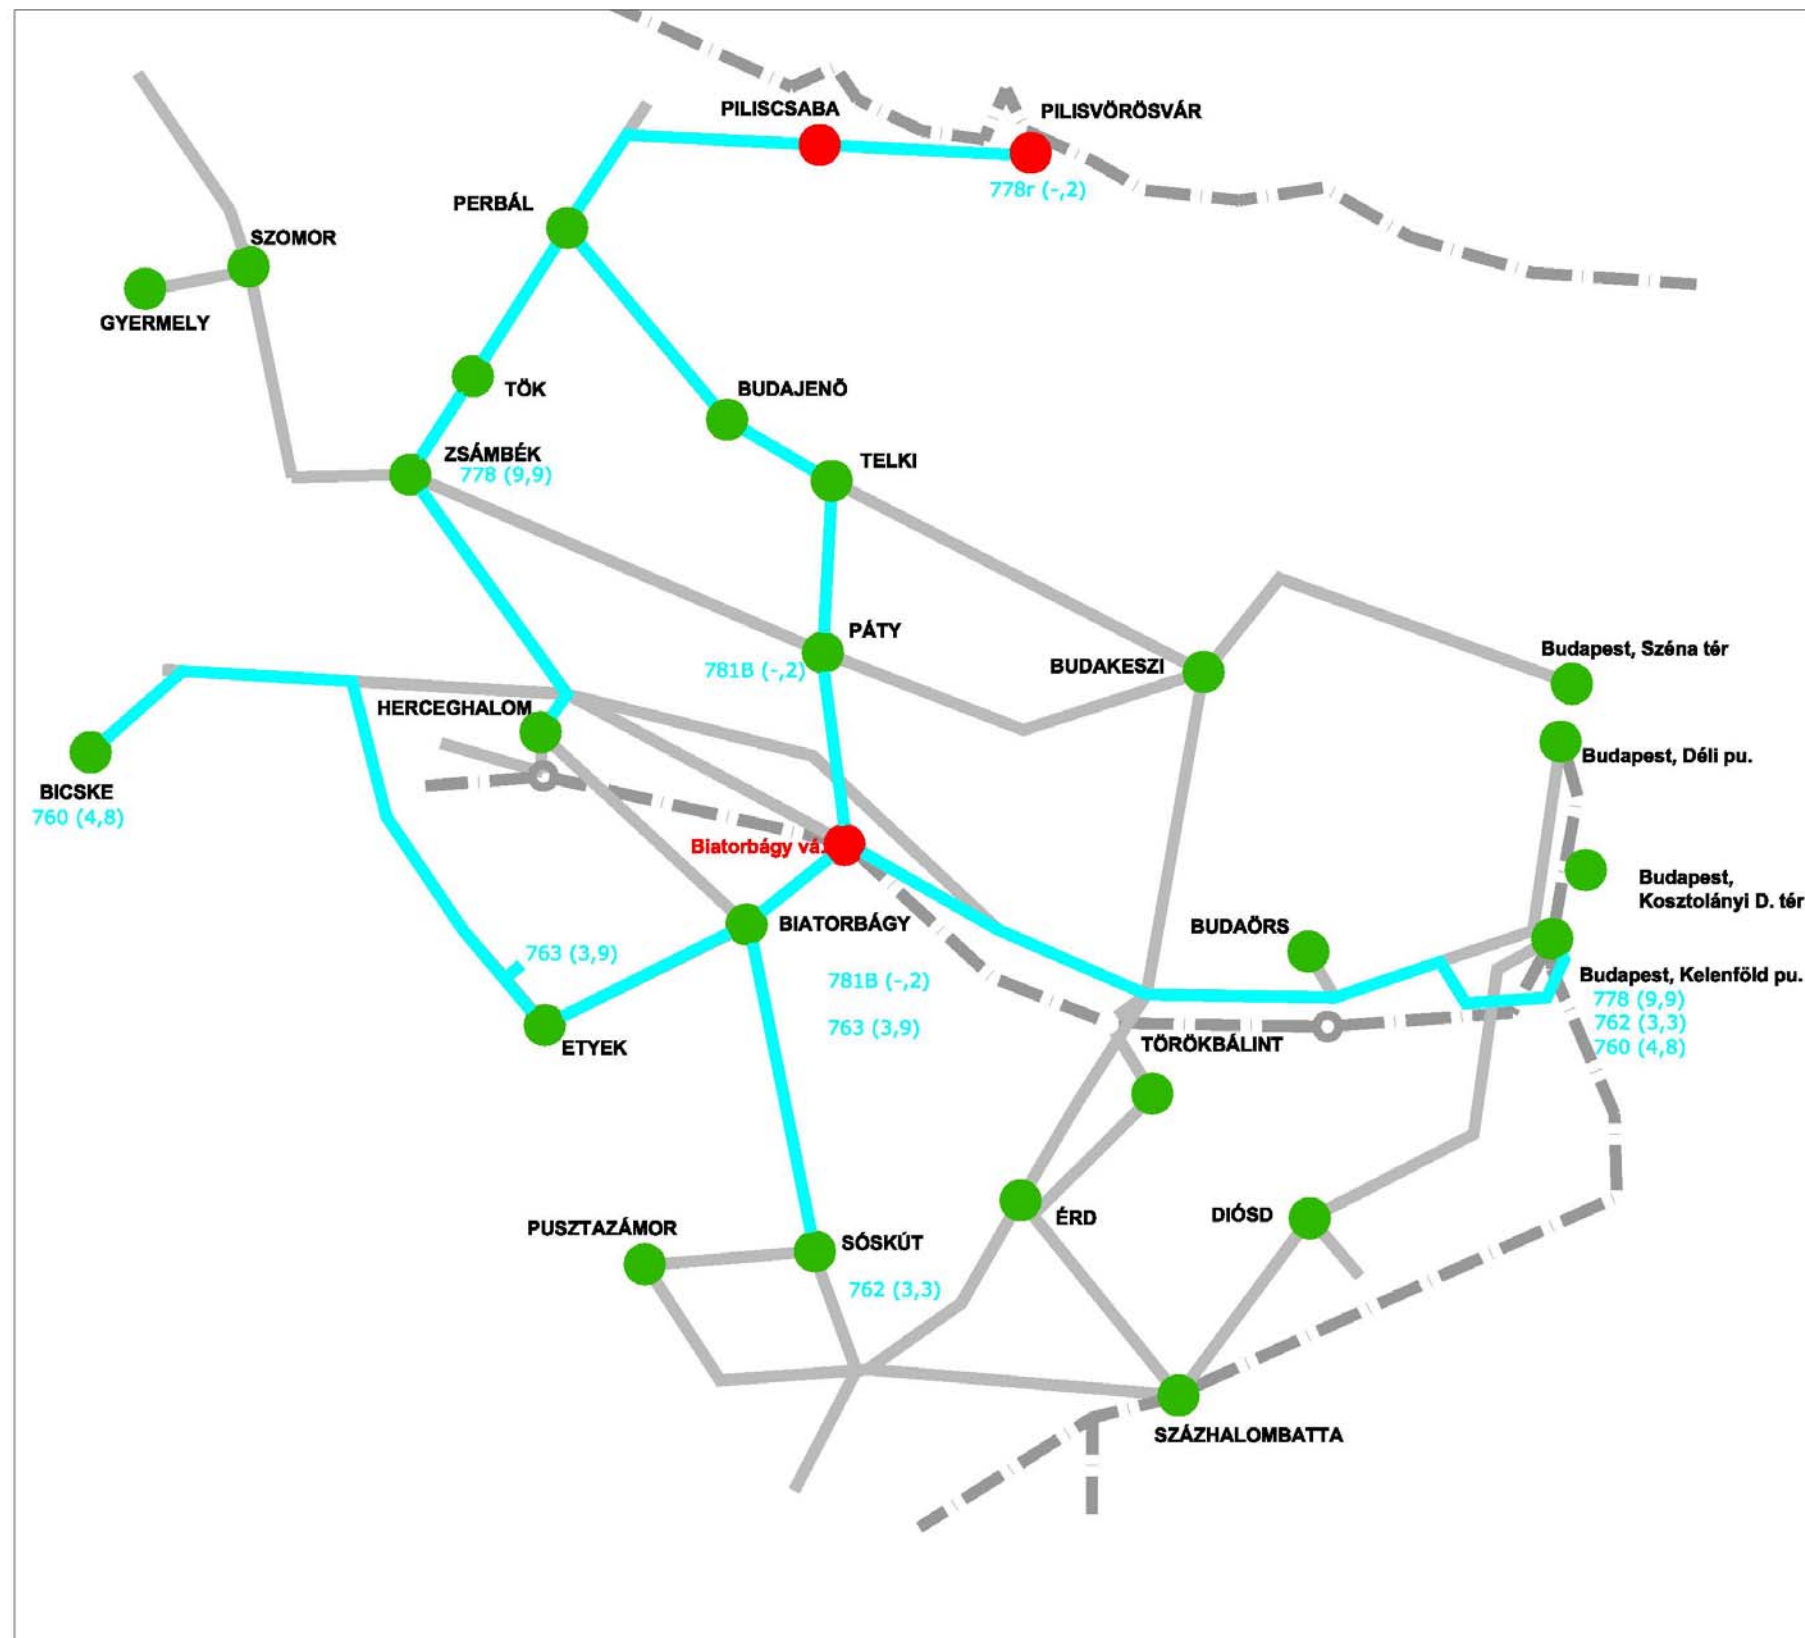 PILISCSABA
PILISVÖRÖSVÁR
778r (-,2)
PERBÁL
SZOMOR
GYERMELY
TÖK
BUDAJENŐ
ZSÁMBÉK
778 (9,9)
TELKI
PÁTY
781B (-,2)
BUDAKESZI
Budapest, Széna tér
HERCEGHALOM
Budapest, Déli pu.
BICSKE
760 (4,8)
Biatorbágy vá.
Budapest,
Kosztolányi D. tér
BIATORBÁGY
BUDAÖRS
763 (3,9)
781B (-,2)
763 (3,9)
Budapest, Kelenföld pu.
778 (9,9)
762 (3,3)
760 (4,8)
ETYEK
TÖRÖKBÁLINT
PUSZTAZÁMOR
SÓSKÚT
762 (3,3)
ÉRD
DIÓSD
SZÁZHALOMBATTA